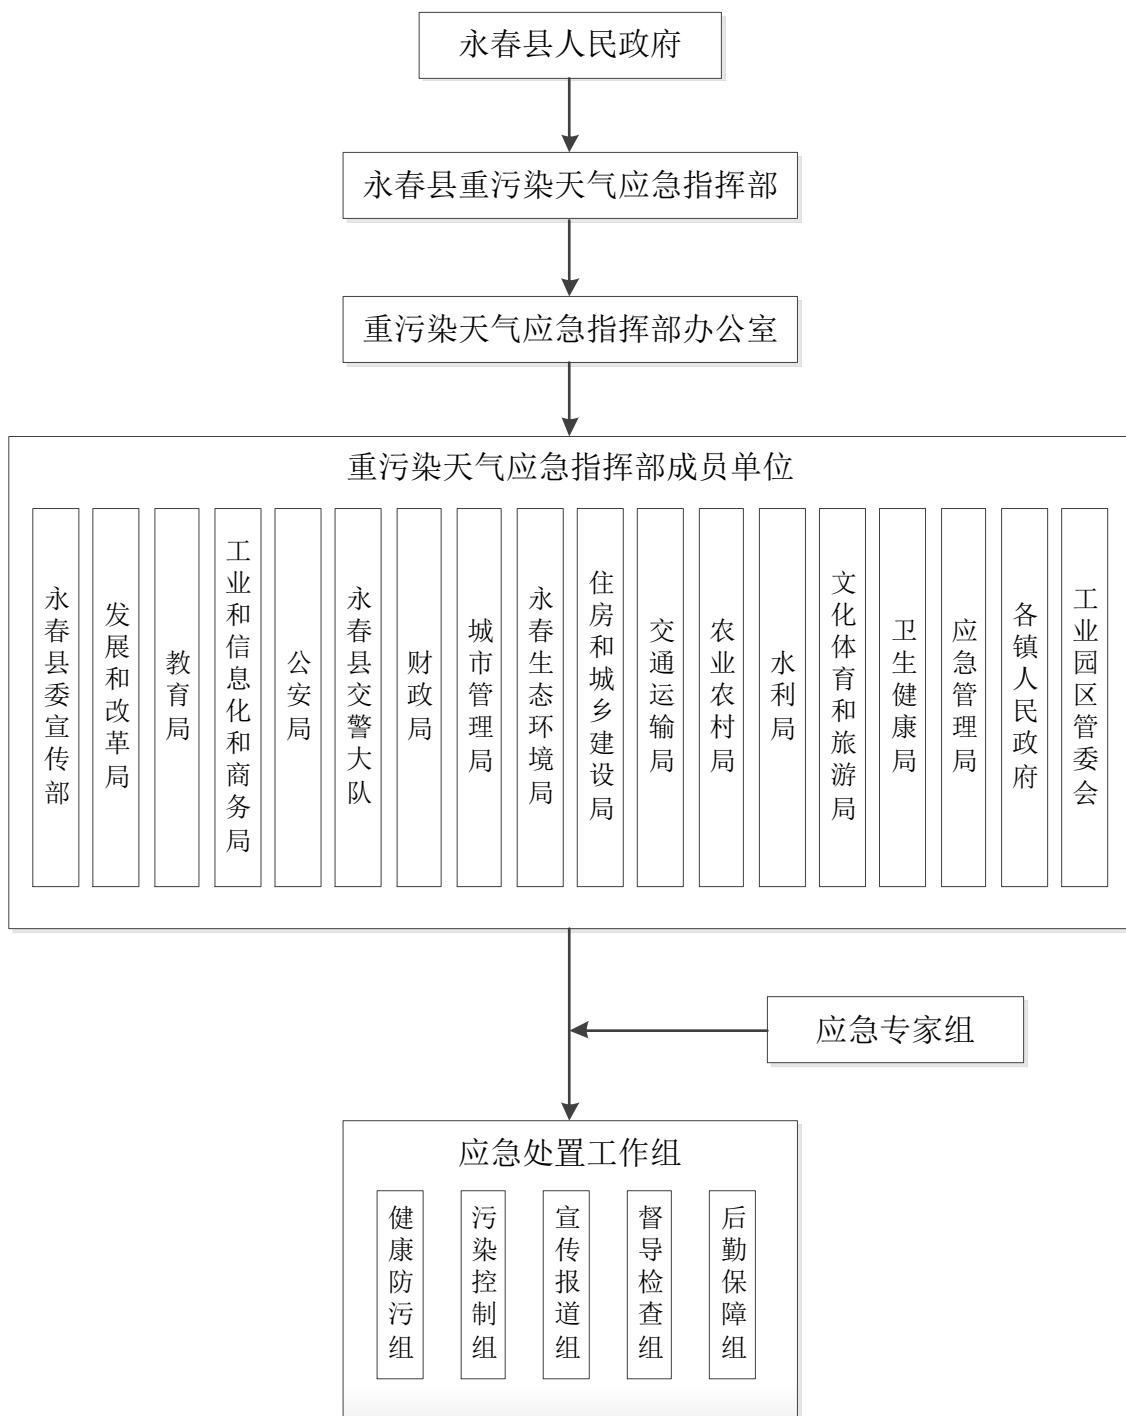 永春县人民政府
永春县重污染天气应急指挥部
重污染天气应急指挥部办公室
重污染天气应急指挥部成员单位
永春县委宣传部
发展和改革局
教育局
工业和信息化和商务局
公安局
永春县交警大队
财政局
城市管理局
永春生态环境局
住房和城乡建设局
交通运输局
农业农村局
水利局
文化体育和旅游局
卫生健康局
应急管理局
各镇人民政府
工业园区管委会
应急专家组
应急处置工作组
健康防污组
污染控制组
宣传报道组
督导检查组
后勤保障组